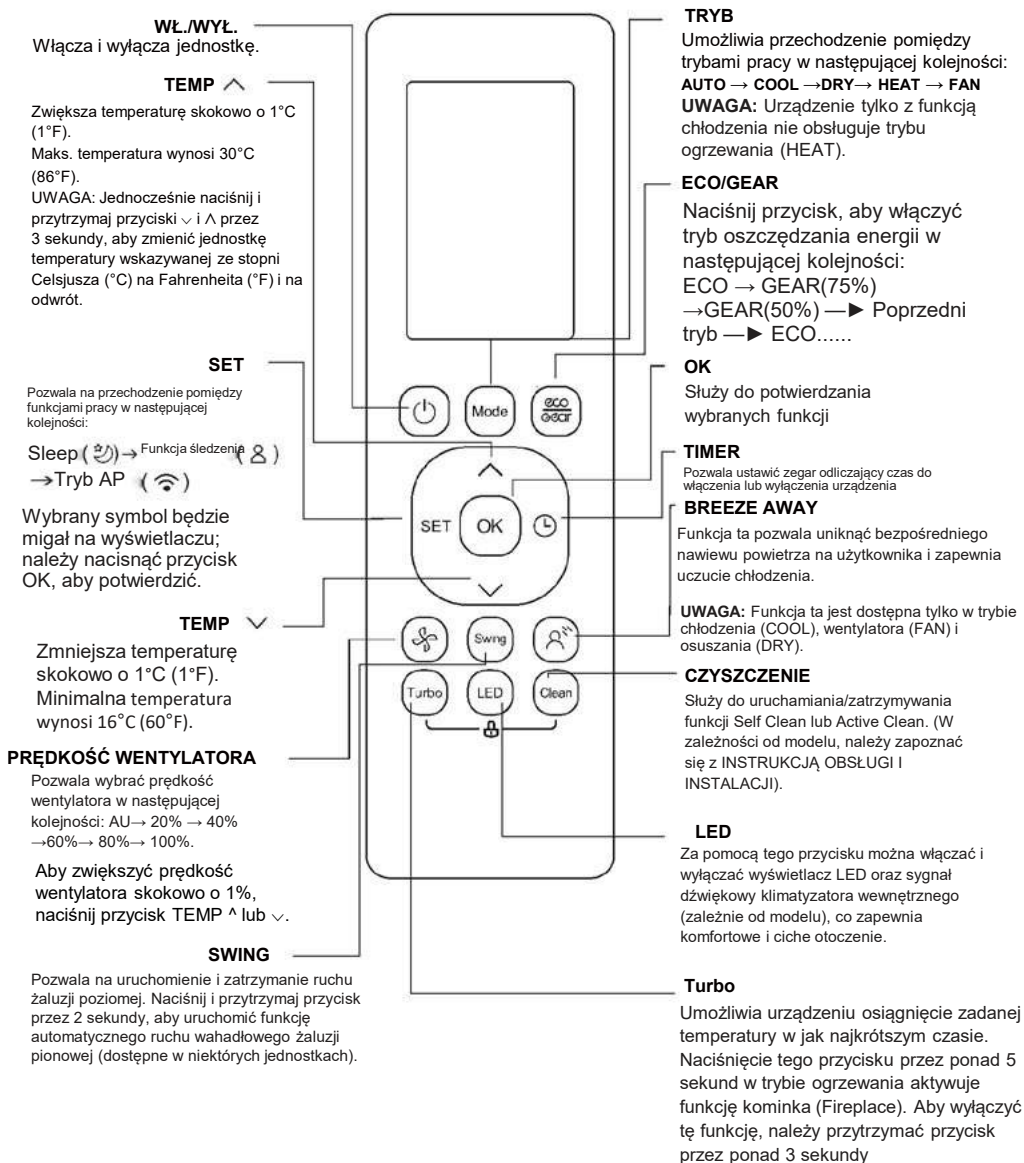 WŁ./WYŁ.
Włącza i wyłącza jednostkę.
TEMP ∧
Zwiększa temperaturę skokowo o 1°C
(1°F).
Maks. temperatura wynosi 30°C
(86°F).
UWAGA: Jednocześnie naciśnij i
przytrzymaj przyciski ∨ i Λ przez
3 sekundy, aby zmienić jednostkę
temperatury wskazywanej ze stopni
Celsjusza (°C) na Fahrenheita (°F) i na
odwrót.
SET
Pozwala na przechodzenie pomiędzy
funkcjami pracy w następującej
kolejności:
Sleep ( ) → Funkcja śledzenia ( )
→Tryb AP ( )
Wybrany symbol będzie
migał na wyświetlaczu;
należy nacisnąć przycisk
OK, aby potwierdzić.
TEMP ∨
Zmniejsza temperaturę
skokowo o 1°C (1°F).
Minimalna temperatura
wynosi 16°C (60°F).
PRĘDKOŚĆ WENTYLATORA
Pozwala wybrać prędkość
wentylatora w następującej
kolejności: AU→ 20% → 40%
→60%→ 80%→ 100%.
Aby zwiększyć prędkość
wentylatora skokowo o 1%,
naciśnij przycisk TEMP ^ lub ∨.
SWING
Pozwala na uruchomienie i zatrzymanie ruchu
żaluzji poziomej. Naciśnij i przytrzymaj przycisk
przez 2 sekundy, aby uruchomić funkcję
automatycznego ruchu wahadłowego żaluzji
pionowej (dostępne w niektórych jednostkach).
Mode
eco
Gear
SET
OK
Swing
Turbo
LED
Clean
TRYB
Umożliwia przechodzenie pomiędzy
trybami pracy w następującej kolejności:
AUTO → COOL →DRY→ HEAT → FAN
UWAGA: Urządzenie tylko z funkcją
chłodzenia nie obsługuje trybu
ogrzewania (HEAT).
ECO/GEAR
Naciśnij przycisk, aby włączyć
tryb oszczędzania energii w
następującej kolejności:
ECO → GEAR(75%)
→GEAR(50%) —► Poprzedni
tryb —► ECO......
OK
Służy do potwierdzania
wybranych funkcji
TIMER
Pozwala ustawić zegar odliczający czas do
włączenia lub wyłączenia urządzenia
BREEZE AWAY
Funkcja ta pozwala uniknąć bezpośredniego
nawiewu powietrza na użytkownika i zapewnia
uczucie chłodzenia.
UWAGA: Funkcja ta jest dostępna tylko w trybie
chłodzenia (COOL), wentylatora (FAN) i
osuszania (DRY).
CZYSZCZENIE
Służy do uruchamiania/zatrzymywania
funkcji Self Clean lub Active Clean. (W
zależności od modelu, należy zapoznać
się z INSTRUKCJĄ OBSŁUGI I
INSTALACJI).
LED
Za pomocą tego przycisku można włączać i
wyłączać wyświetlacz LED oraz sygnał
dźwiękowy klimatyzatora wewnętrznego
(zależnie od modelu), co zapewnia
komfortowe i ciche otoczenie.
Turbo
Umożliwia urządzeniu osiągnięcie zadanej
temperatury w jak najkrótszym czasie.
Naciśnięcie tego przycisku przez ponad 5
sekund w trybie ogrzewania aktywuje
funkcję kominka (Fireplace). Aby wyłączyć
tę funkcję, należy przytrzymać przycisk
przez ponad 3 sekundy